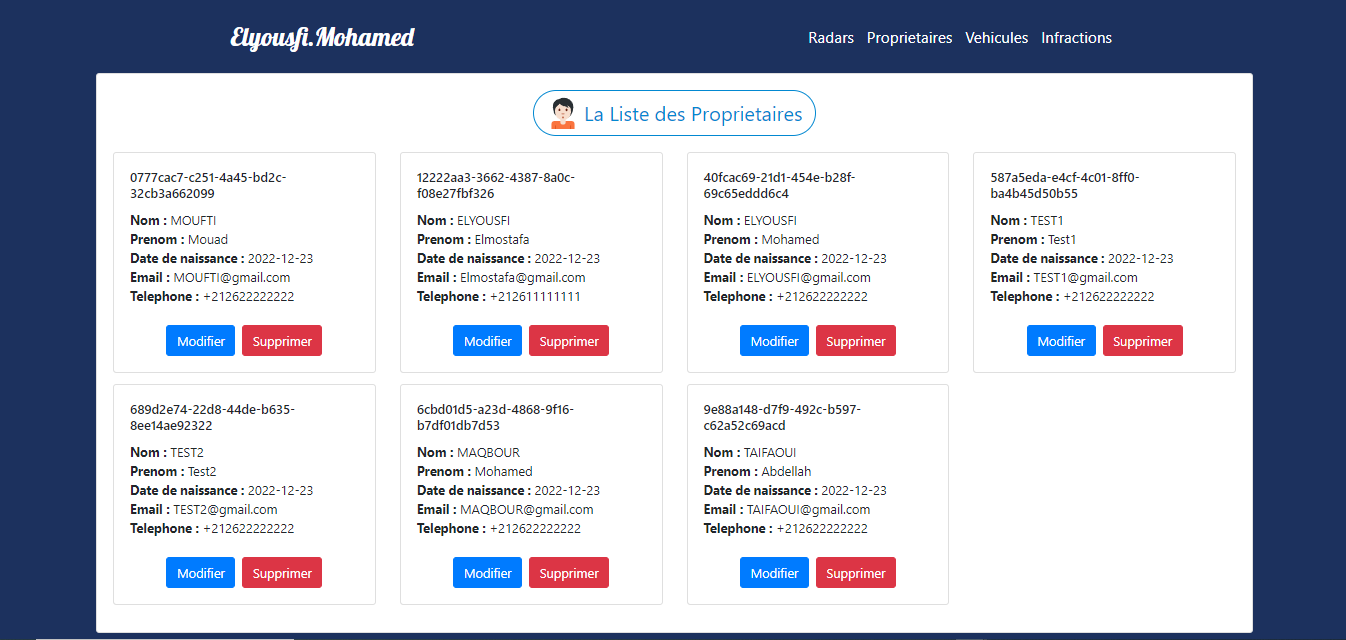 Elyousfi.Mohamed
Radars Proprietaires Vehicules Infractions
La Liste des Proprietaires
0777cac7-c251-4a45-bd2c-
32cb3a662099
Nom : MOUFTI
Prenom : Mouad
Date de naissance : 2022-12-23
Email : MOUFTI@gmail.com
Telephone : +212622222222
Modifier Supprimer
12222aa3-3662-4387-8a0c-
f08e27fbf326
Nom : ELYOUSFI
Prenom : Elmostafa
Date de naissance : 2022-12-23
Email : Elmostafa@gmail.com
Telephone : +212611111111
Modifier Supprimer
40fcac69-21d1-454e-b28f-
69c65eddd6c4
Nom : ELYOUSFI
Prenom : Mohamed
Date de naissance : 2022-12-23
Email : ELYOUSFI@gmail.com
Telephone : +212622222222
Modifier Supprimer
587a5eda-e4cf-4c01-8ff0-
ba4b45d50b55
Nom : TEST1
Prenom : Test1
Date de naissance : 2022-12-23
Email : TEST1@gmail.com
Telephone : +212622222222
Modifier Supprimer
689d2e74-22d8-44de-b635-
8ee14ae92322
Nom : TEST2
Prenom : Test2
Date de naissance : 2022-12-23
Email : TEST2@gmail.com
Telephone : +212622222222
Modifier Supprimer
6cbd01d5-a23d-4868-9f16-
b7df01db7d53
Nom : MAQBOUR
Prenom : Mohamed
Date de naissance : 2022-12-23
Email : MAQBOUR@gmail.com
Telephone : +212622222222
Modifier Supprimer
9e88a148-d7f9-492c-b597-
c62a52c69acd
Nom : TAIFAOUI
Prenom : Abdellah
Date de naissance : 2022-12-23
Email : TAIFAOUI@gmail.com
Telephone : +212622222222
Modifier Supprimer